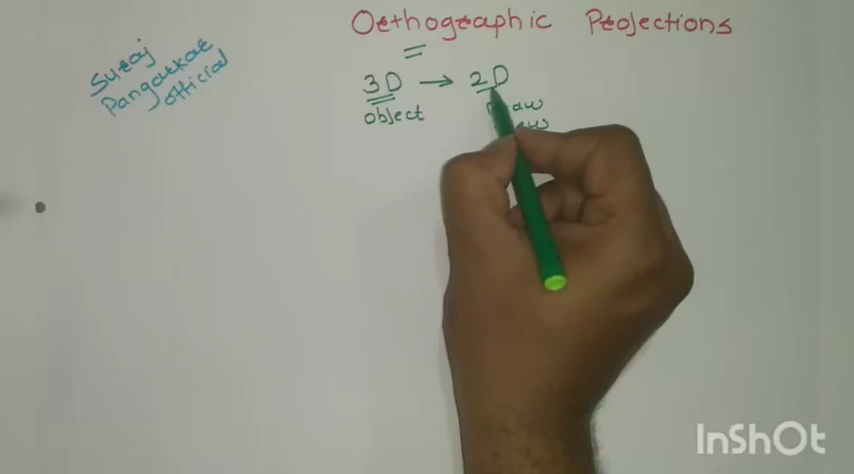 Orthographic Projections
Suraj
Pangarkar
official
3D → 2D
object
InShOt